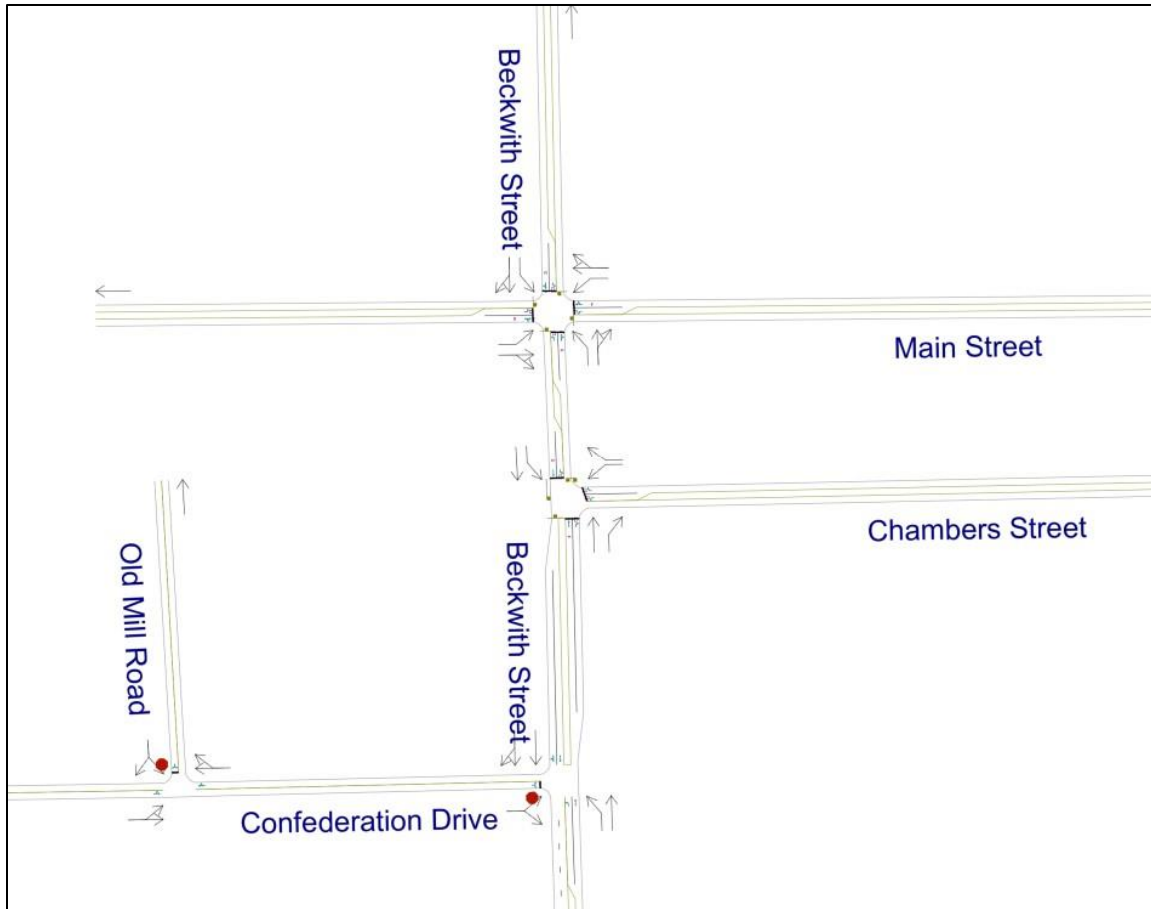 Beckwith Street
Main Street
Chambers Street
Old Mill Road
Beckwith Street
Confederation Drive